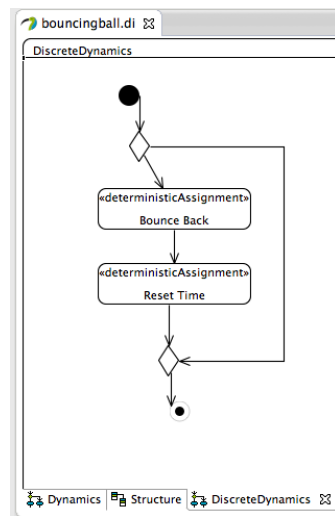 bouncingball.di
DiscreteDynamics
«deterministicAssignment»
Bounce Back
«deterministicAssignment»
Reset Time
Dynamics Structure DiscreteDynamics